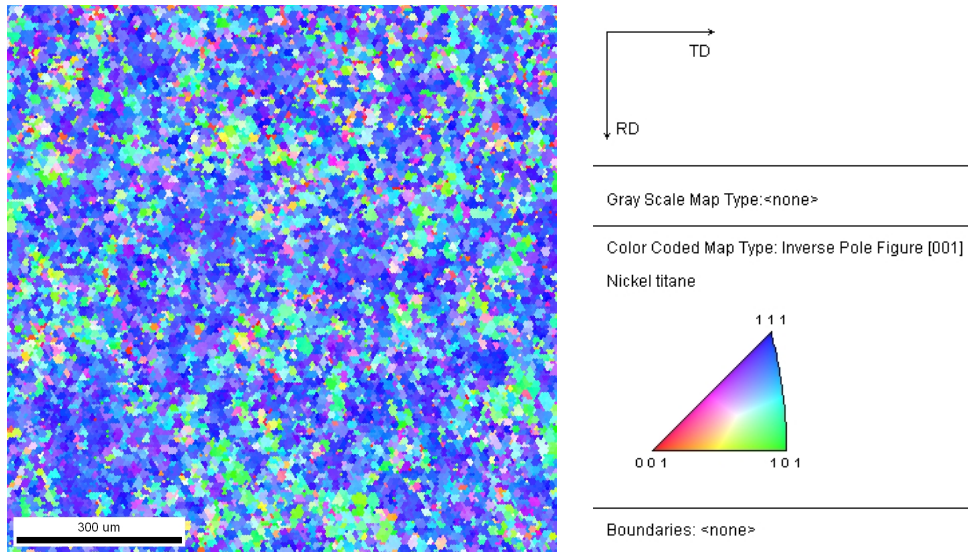 300 um
TD
RD
Gray Scale Map Type:<none>
Color Coded Map Type: Inverse Pole Figure [001]
Nickel titane
1 1 1
0 0 1
1 0 1
Boundaries: <none>